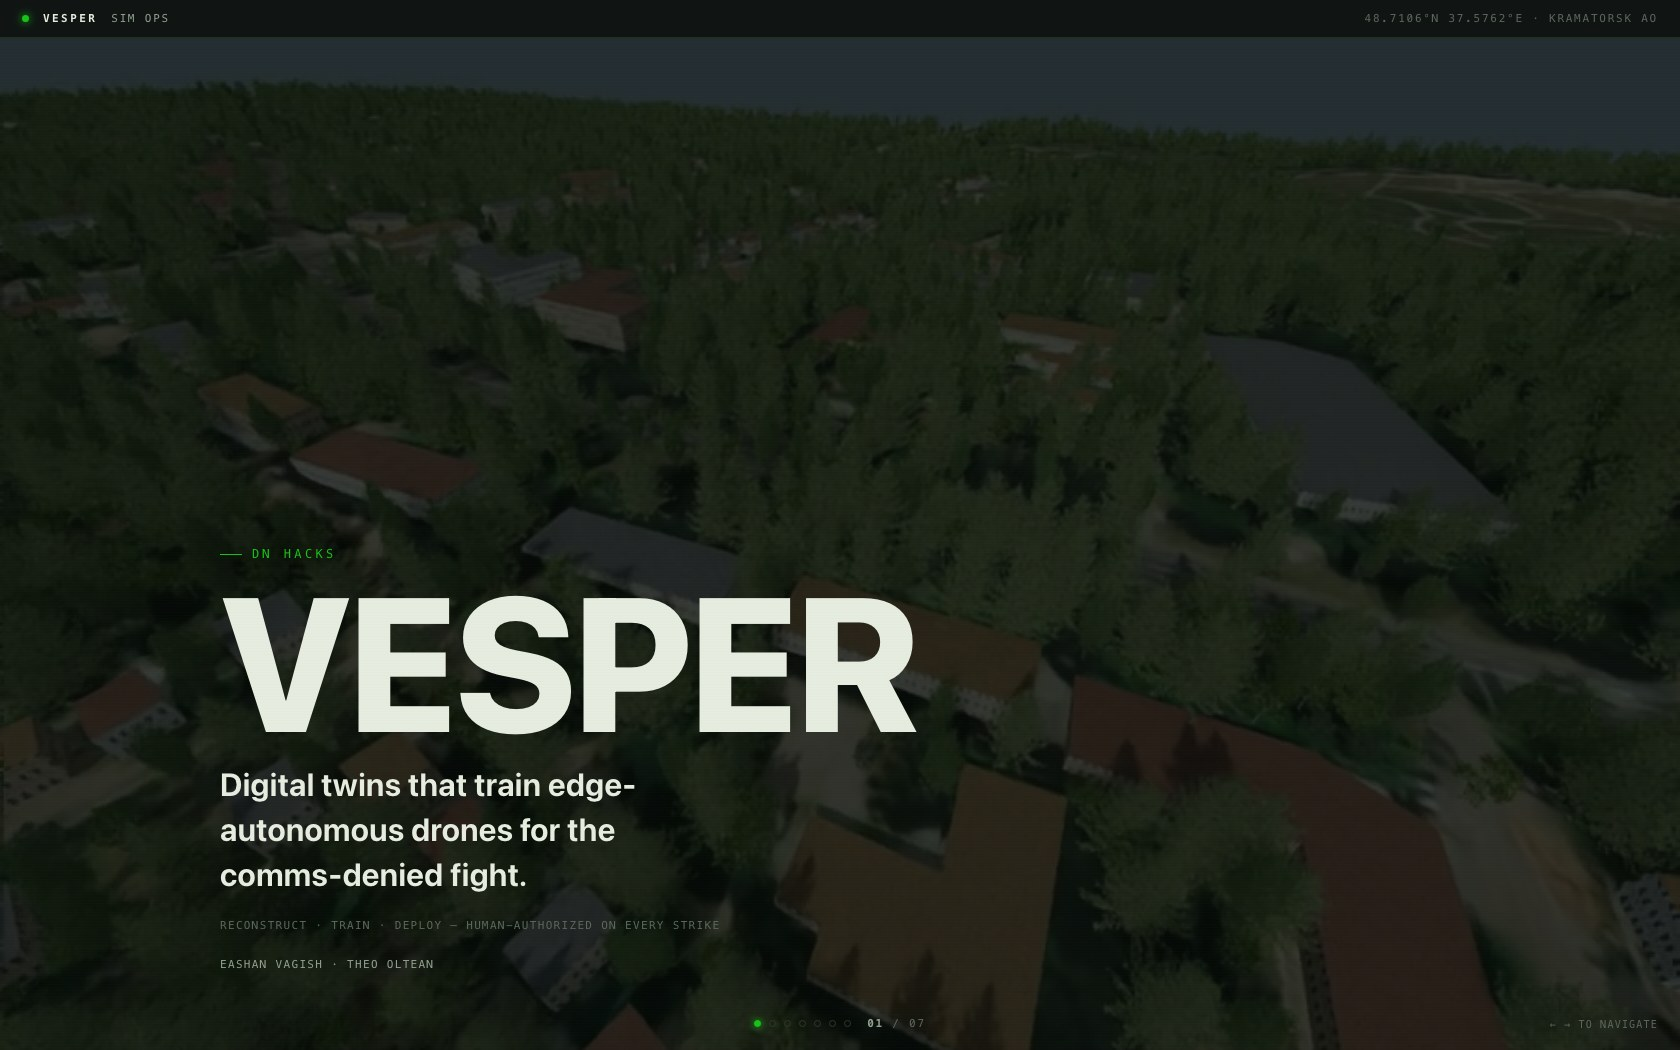 VESPER SIM OPS
48.7106°N 37.5762°E · KRAMATORSK AO
DN HACKS
VESPER
Digital twins that train edge-
autonomous drones for the
comms-denied fight.
RECONSTRUCT · TRAIN · DEPLOY — HUMAN-AUTHORIZED ON EVERY STRIKE
EASHAN VAGISH · THEO OLTEAN
01 / 07
← → TO NAVIGATE